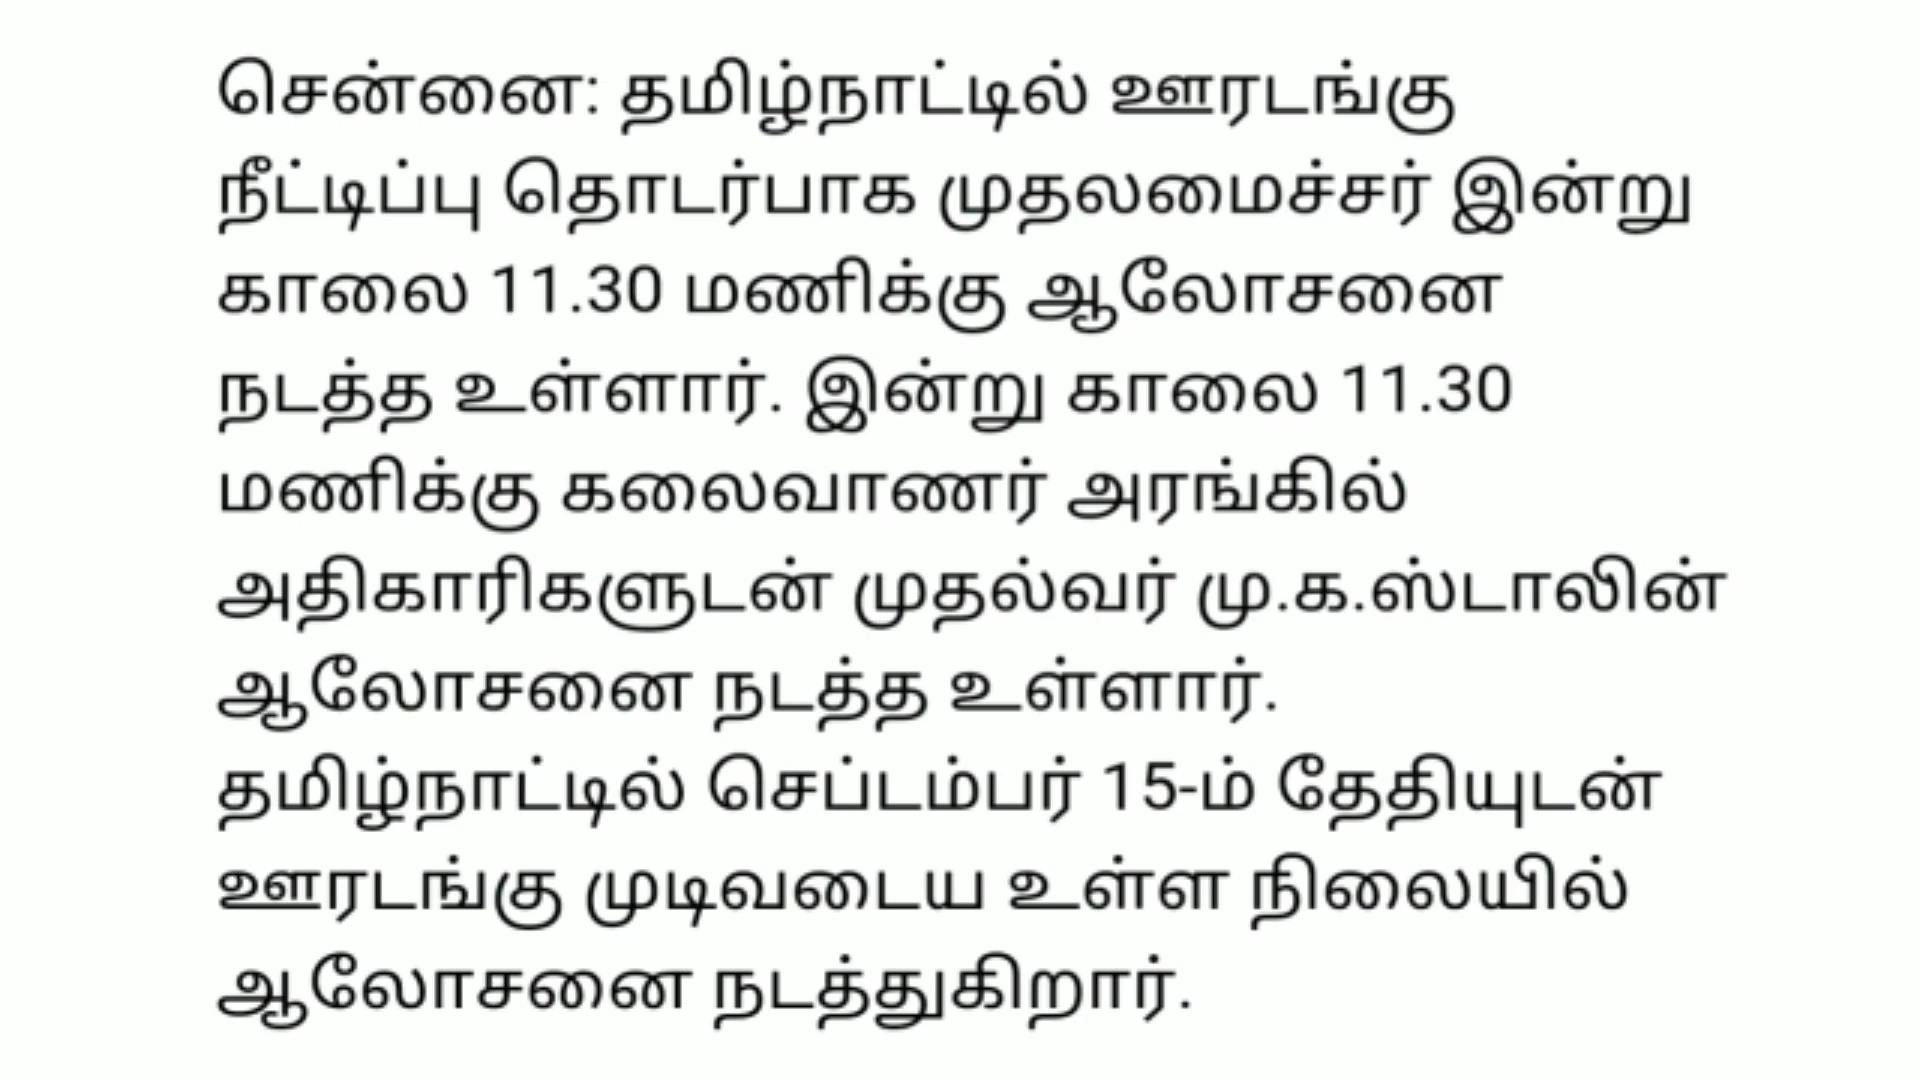 சென்னை: தமிழ்நாட்டில் ஊரடங்கு
நீட்டிப்பு தொடர்பாக முதலமைச்சர் இன்று
காலை 11.30 மணிக்கு ஆலோசனை
நடத்த உள்ளார். இன்று காலை 11.30
மணிக்கு கலைவாணர் அரங்கில்
அதிகாரிகளுடன் முதல்வர் மு.க.ஸ்டாலின்
ஆலோசனை நடத்த உள்ளார்.
தமிழ்நாட்டில் செப்டம்பர் 15-ம் தேதியுடன்
ஊரடங்கு முடிவடைய உள்ள நிலையில்
ஆலோசனை நடத்துகிறார்.